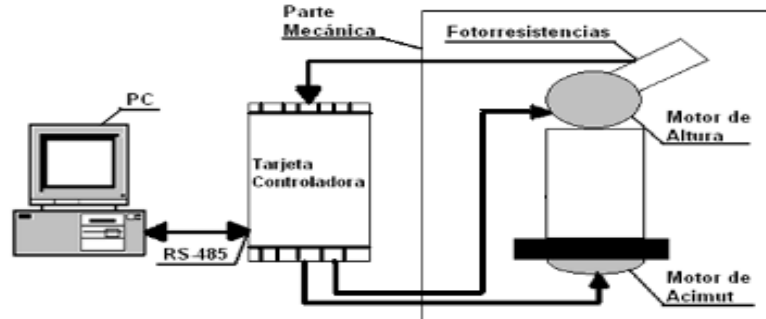 Parte
Mecánica
Fotorresistencias
PC
Motor de
Altura
Tarjeta
Controladora
RS-485
Motor de
Acimut